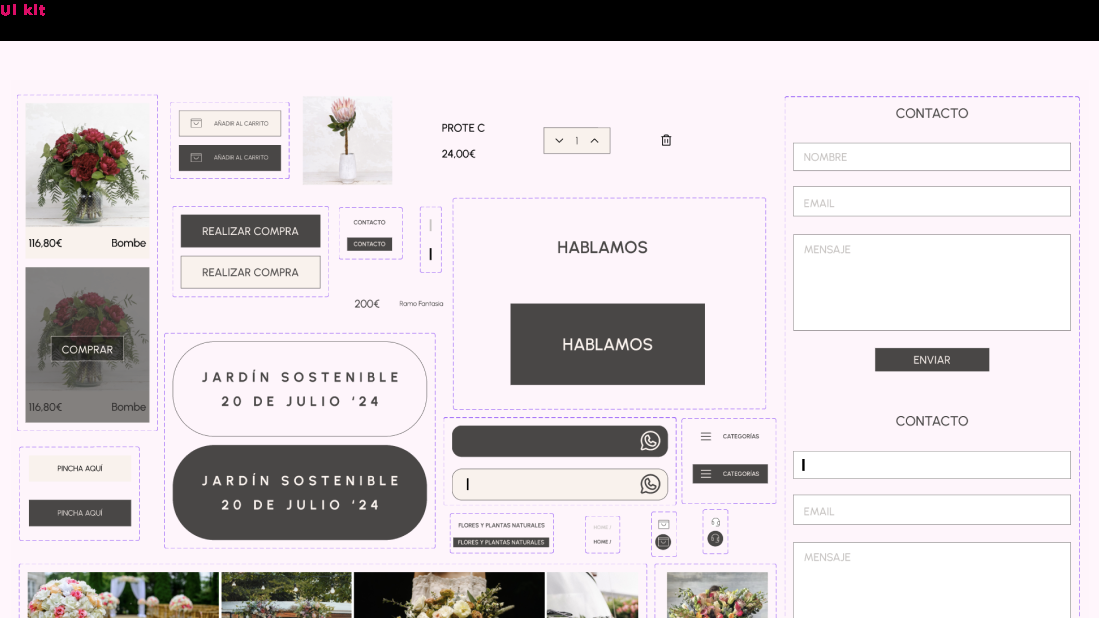 ui kit
116,80€ Bombe
COMPRAR
116,80€ Bombe
PINCHA AQUÍ
PINCHA AQUÍ
AÑADIR AL CARRITO
AÑADIR AL CARRITO
PROTE C
24,00€
1
REALIZAR COMPRA
REALIZAR COMPRA
CONTACTO
CONTACTO
200€ Ramo Fantasia
JARDÍN SOSTENIBLE
20 DE JULIO ‘24
JARDÍN SOSTENIBLE
20 DE JULIO ‘24
HABLAMOS
HABLAMOS
CATEGORÍAS
CATEGORÍAS
FLORES Y PLANTAS NATURALES
FLORES Y PLANTAS NATURALES
HOME /
HOME /
CONTACTO
NOMBRE
EMAIL
MENSAJE
ENVIAR
CONTACTO
EMAIL
MENSAJE